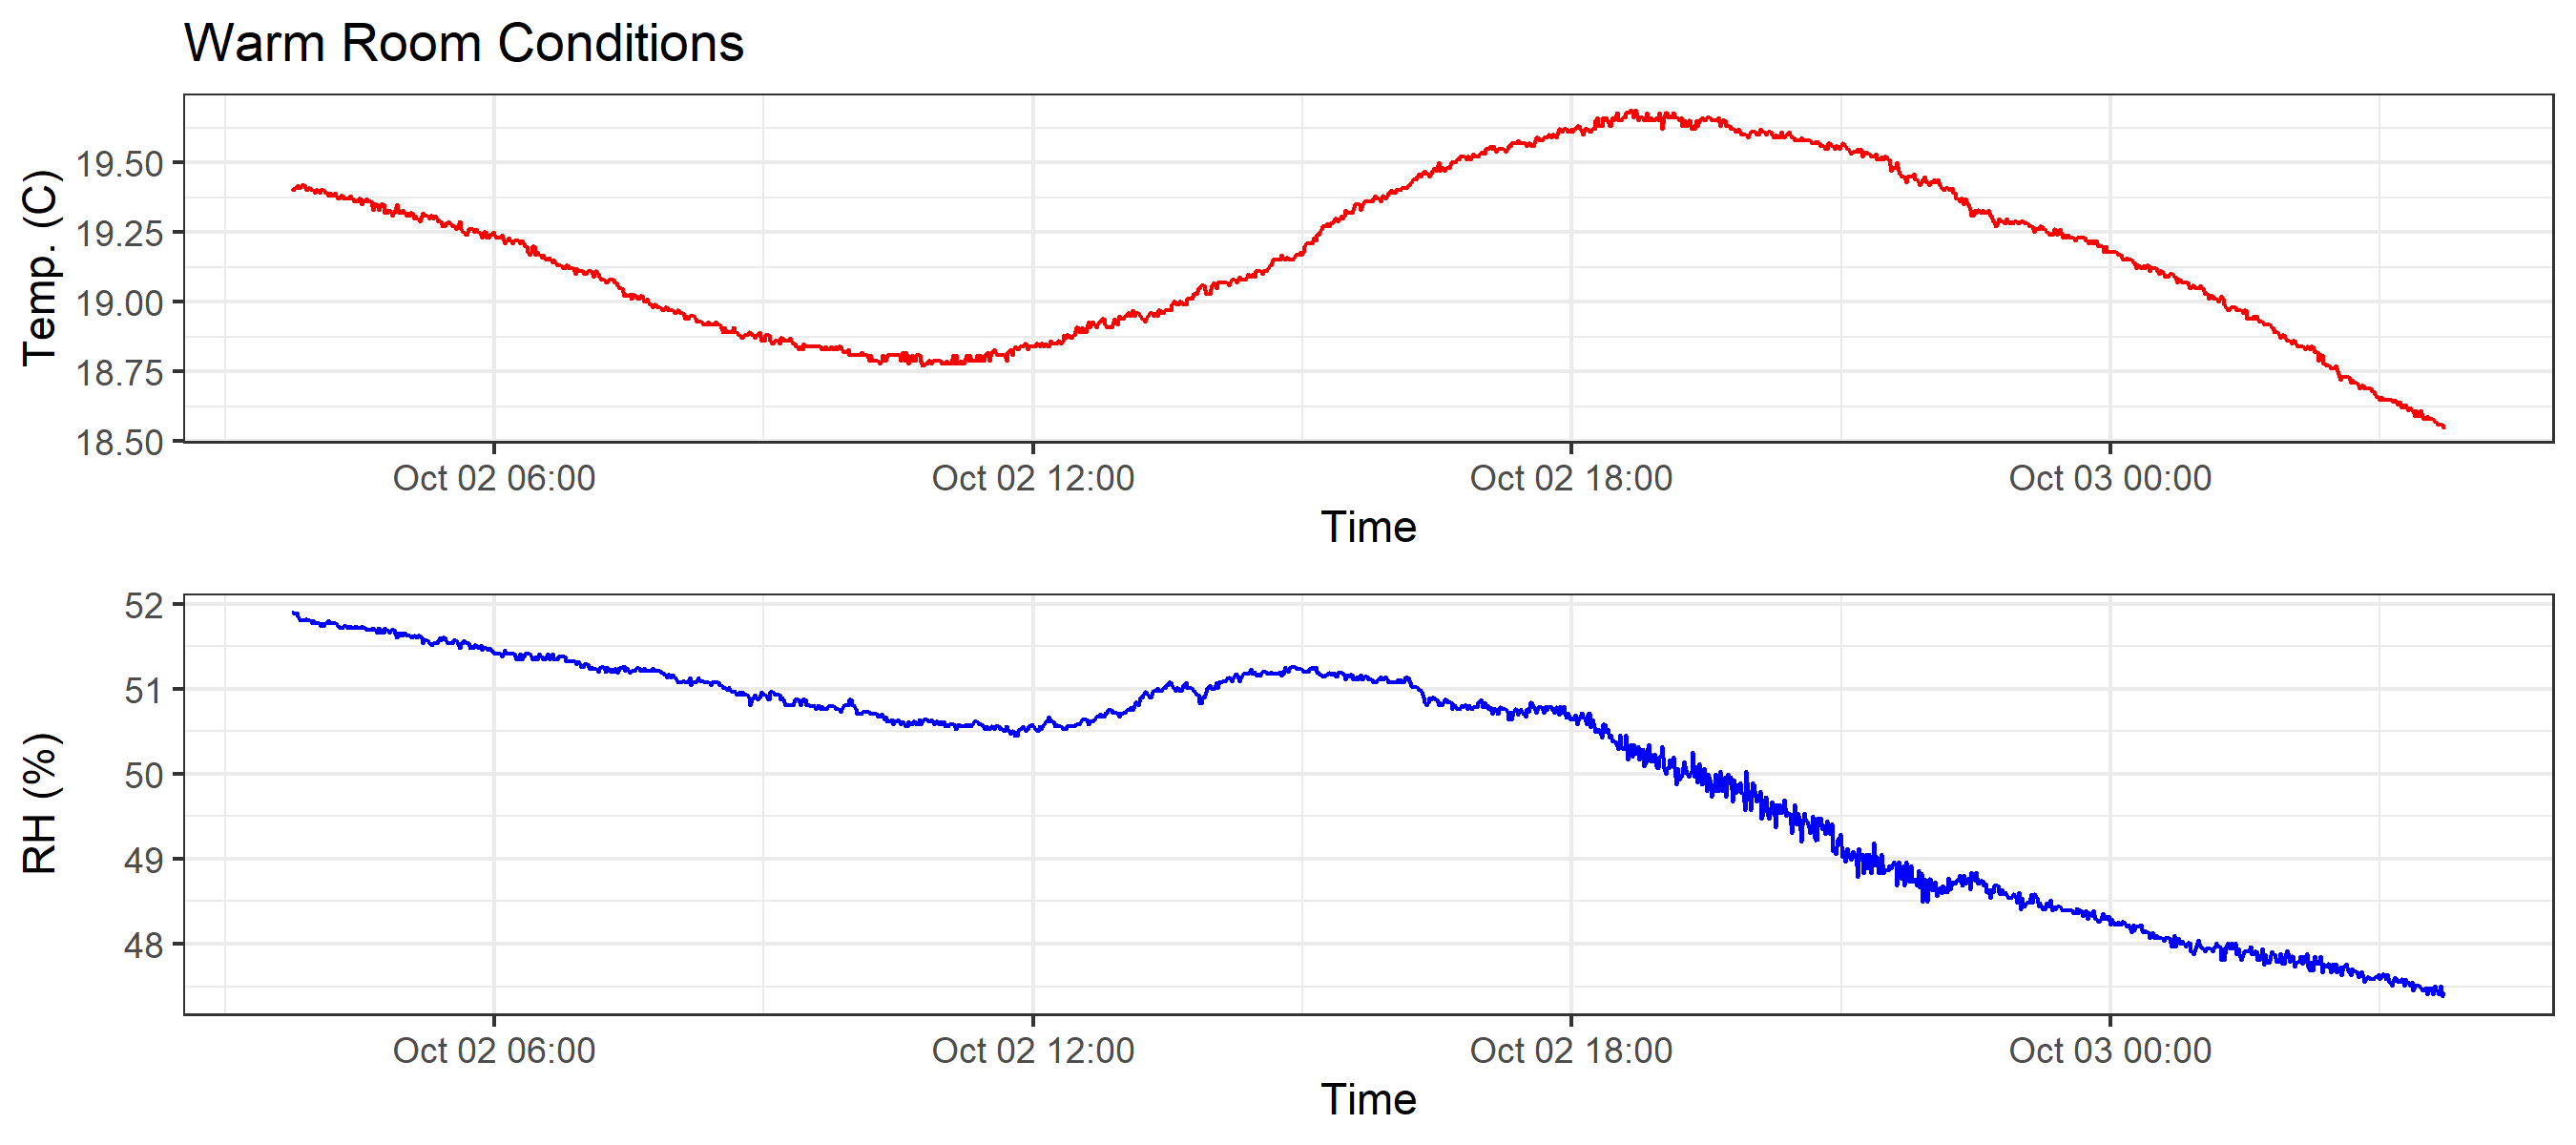 Warm Room Conditions
Temp. (C)
19.50
19.25
19.00
18.75
18.50
Oct 02 06:00 Oct 02 12:00 Oct 02 18:00 Oct 03 00:00
Time
RH (%)
52
51
50
49
48
Oct 02 06:00 Oct 02 12:00 Oct 02 18:00 Oct 03 00:00
Time